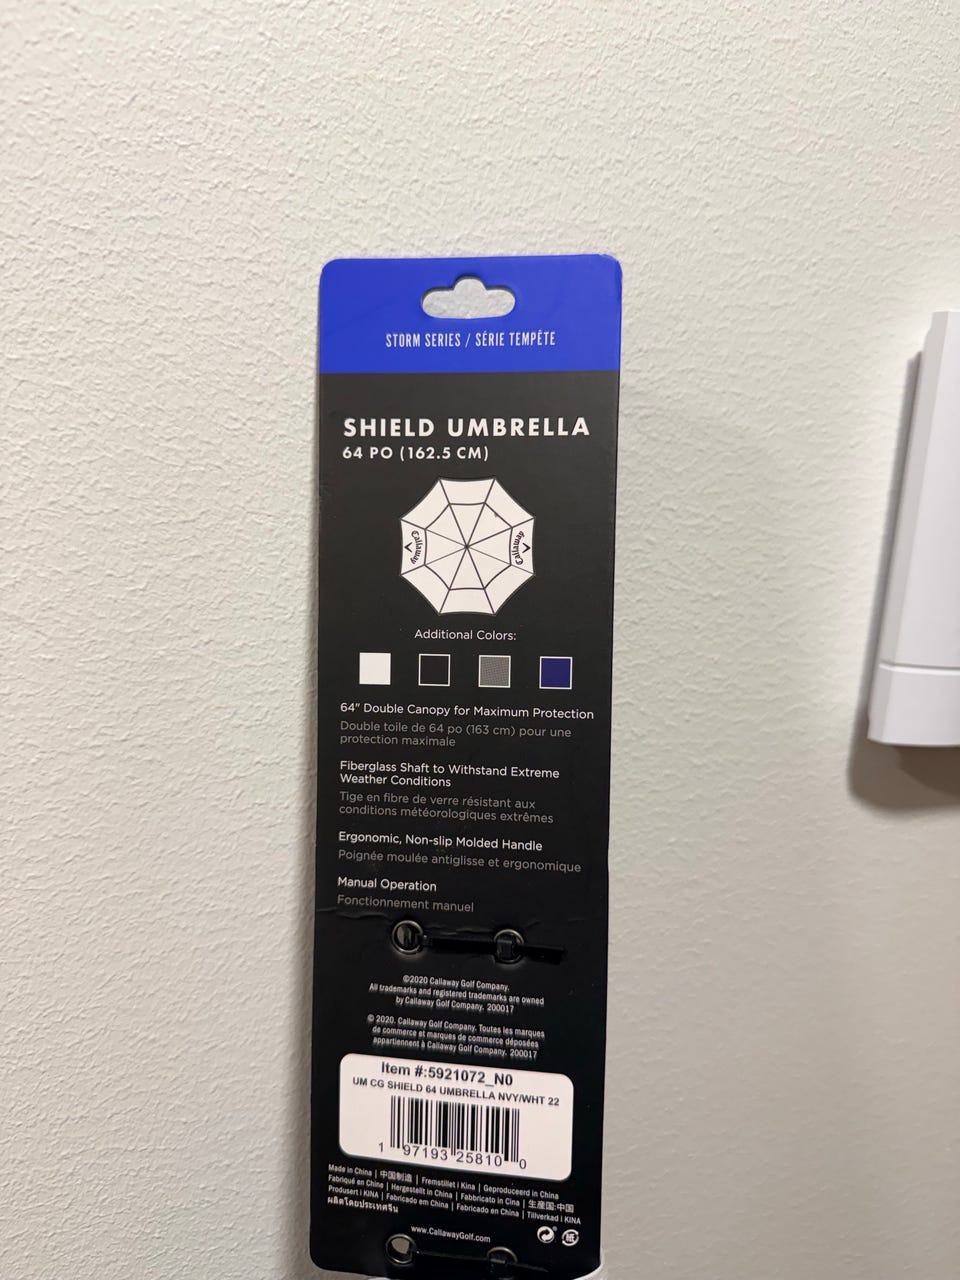 STORM SERIES / SÉRIE TEMPÊTE
SHIELD UMBRELLA
64 PO (162.5 CM)
Callaway
Callaway
Additional Colors:
64" Double Canopy for Maximum Protection
Double toile de 64 po (163 cm) pour une
protection maximale
Fiberglass Shaft to Withstand Extreme
Weather Conditions
Tige en fibre de verre résistant aux
conditions météorologiques extrêmes
Ergonomic, Non-slip Molded Handle
Poignée moulée antiglisse et ergonomique
Manual Operation
Fonctionnement manuel
©2020 Callaway Golf Company.
All trademarks and registered trademarks are owned
by Callaway Golf Company. 200017
© 2020. Callaway Golf Company. Toutes les marques
de commerce et marques de commerce déposées
appartiennent à Callaway Golf Company. 200017
Item #:5921072_N0
UM CG SHIELD 64 UMBRELLA NVY/WHT 22
1 97193 25810 0
Made in China | 中国制造 | Fremstillet i Kina | Geproduceerd in China
Fabriqué en Chine | Hergestellt in China | Fabbricato in Cina | 生産国:中国
Produsert i KINA | Fabricado em China | Fabricado en China | Tillverkad i KINA
ผลิตโดยประเทศจีน
www.CallawayGolf.com
紙